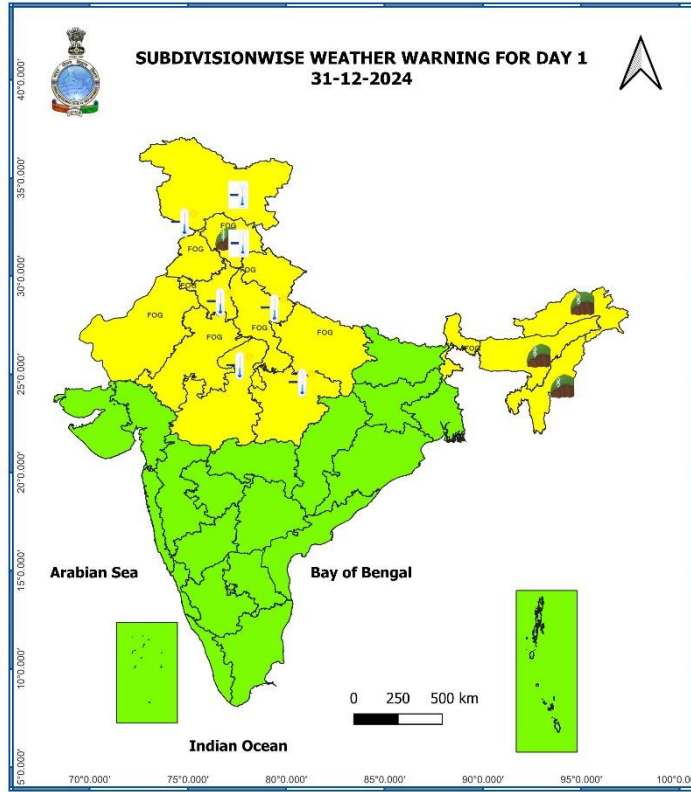 SUBDIVISIONWISE WEATHER WARNING FOR DAY 1
31-12-2024
40°0.000'
35°0.000'
30°0.000'
25°0.000'
20°0.000'
15°0.000'
10°0.000'
5°0.000'
FOG
FOG
FOG
FOG
FOG
FOG
FOG
FOG
FOG
Arabian Sea
Bay of Bengal
0 250 500 km
Indian Ocean
70°0.000' 75°0.000' 80°0.000' 85°0.000' 90°0.000' 95°0.000' 100°0.00